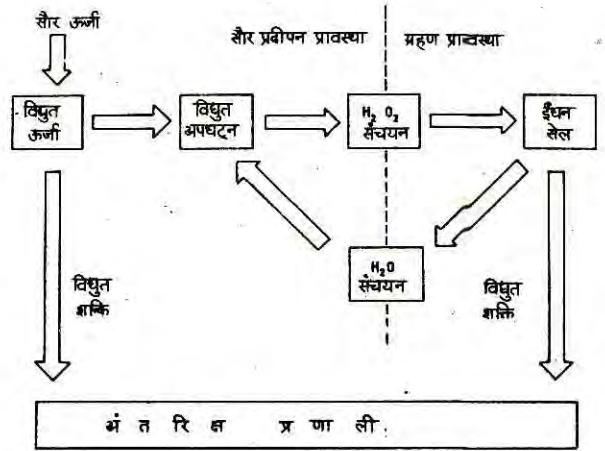 सौर ऊर्जा
सौर प्रदीपन प्रावस्था
ग्रहण प्रावस्था
विद्युत
ऊर्जा
विद्युत
अपघटन
H₂ O₂
संचयन
ईंधन
सेल
H₂O
संचयन
विद्युत
शक्ति
विद्युत
शक्ति
अंतरिक्ष प्रणाली.